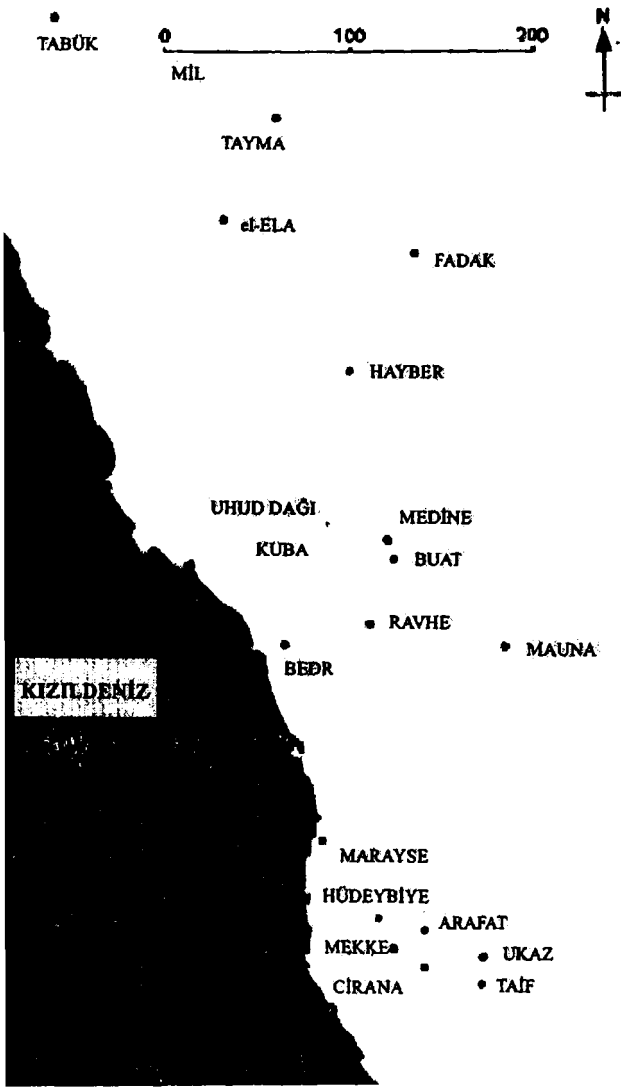 N
0 100 200
TABÜK
MİL
TAYMA
el-ELA
FADAK
HAYBER
UHUD DAĞI
MEDİNE
KUBA
BUAT
RAVHE
MAUNA
BEDR
KIZILDENİZ
MARAYSE
HÜDEYBİYE
ARAFAT
MEKKE
UKAZ
CİRANA
TAİF